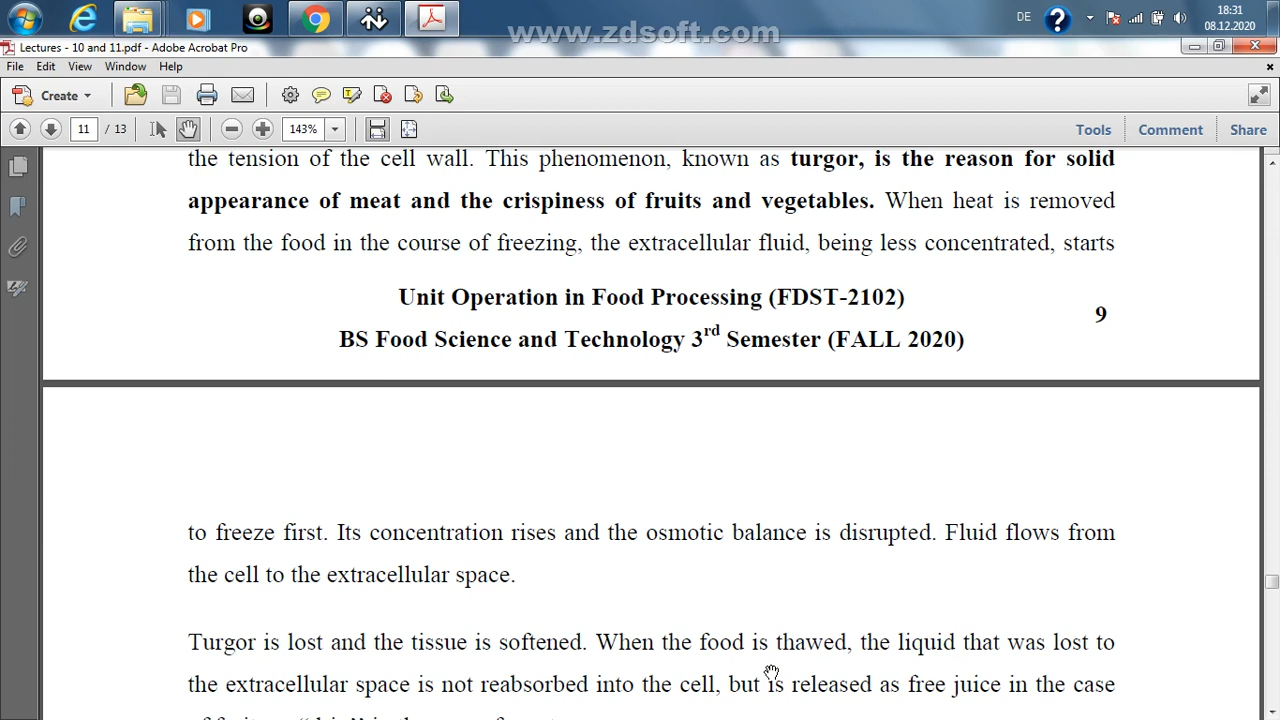 18:31
DE
08.12.2020
www.zdsoft.com
Lectures - 10 and 11.pdf - Adobe Acrobat Pro
File Edit View Window Help
Create
11 / 13 143% Tools Comment Share
the tension of the cell wall. This phenomenon, known as turgor, is the reason for solid
appearance of meat and the crispiness of fruits and vegetables. When heat is removed
from the food in the course of freezing, the extracellular fluid, being less concentrated, starts
Unit Operation in Food Processing (FDST-2102)
9
BS Food Science and Technology 3rd Semester (FALL 2020)
to freeze first. Its concentration rises and the osmotic balance is disrupted. Fluid flows from
the cell to the extracellular space.
Turgor is lost and the tissue is softened. When the food is thawed, the liquid that was lost to
the extracellular space is not reabsorbed into the cell, but is released as free juice in the case